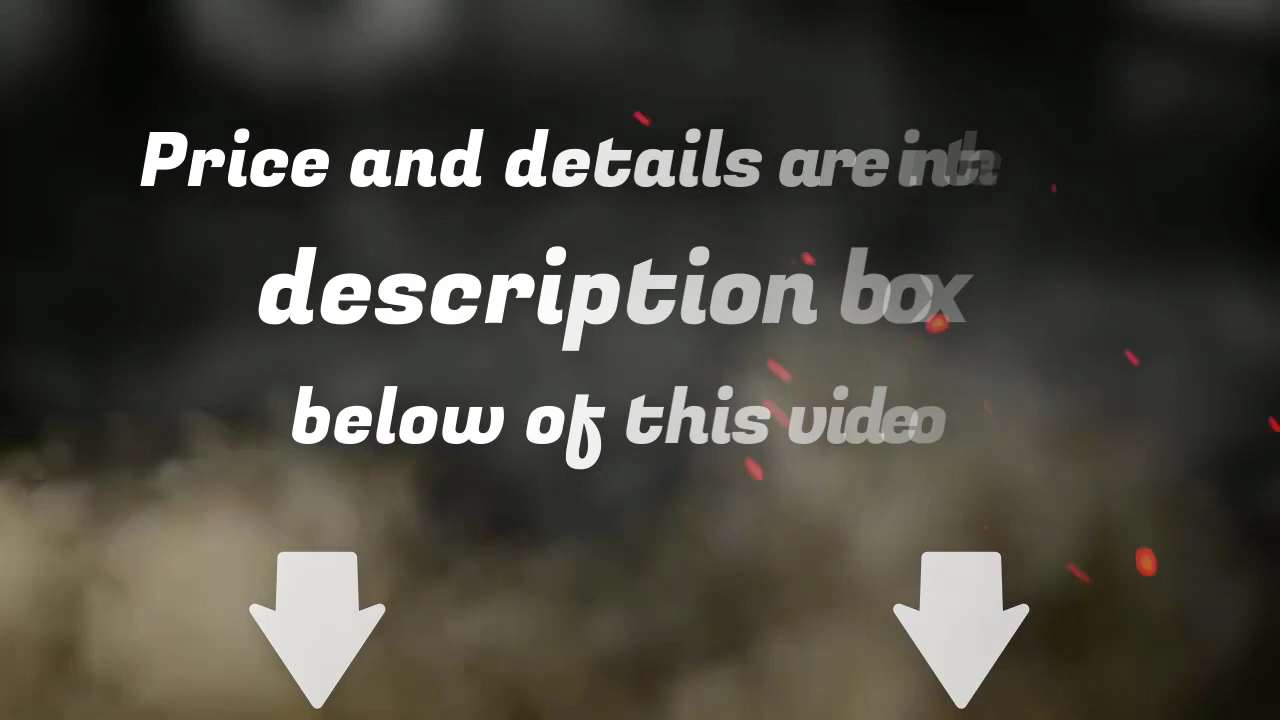 Price and details are
description box
below of this video